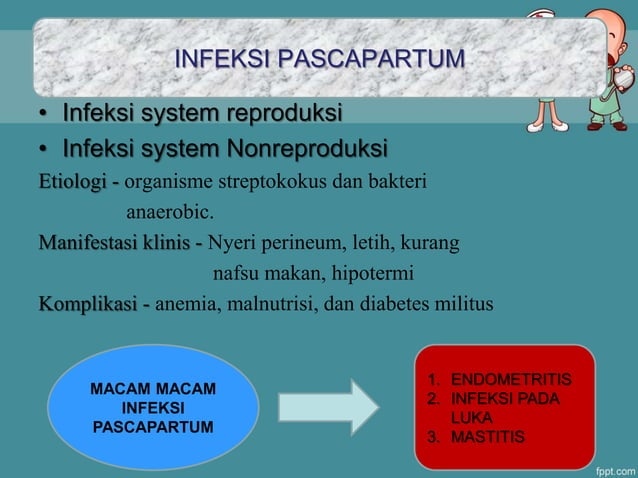 INFEKSI PASCAPARTUM
• Infeksi system reproduksi
• Infeksi system Nonreproduksi
Etiologi - organisme streptokokus dan bakteri
anaerobic.
Manifestasi klinis - Nyeri perineum, letih, kurang
nafsu makan, hipotermi
Komplikasi - anemia, malnutrisi, dan diabetes militus
MACAM MACAM
INFEKSI
PASCAPARTUM
1. ENDOMETRITIS
2. INFEKSI PADA
LUKA
3. MASTITIS
fppt.com